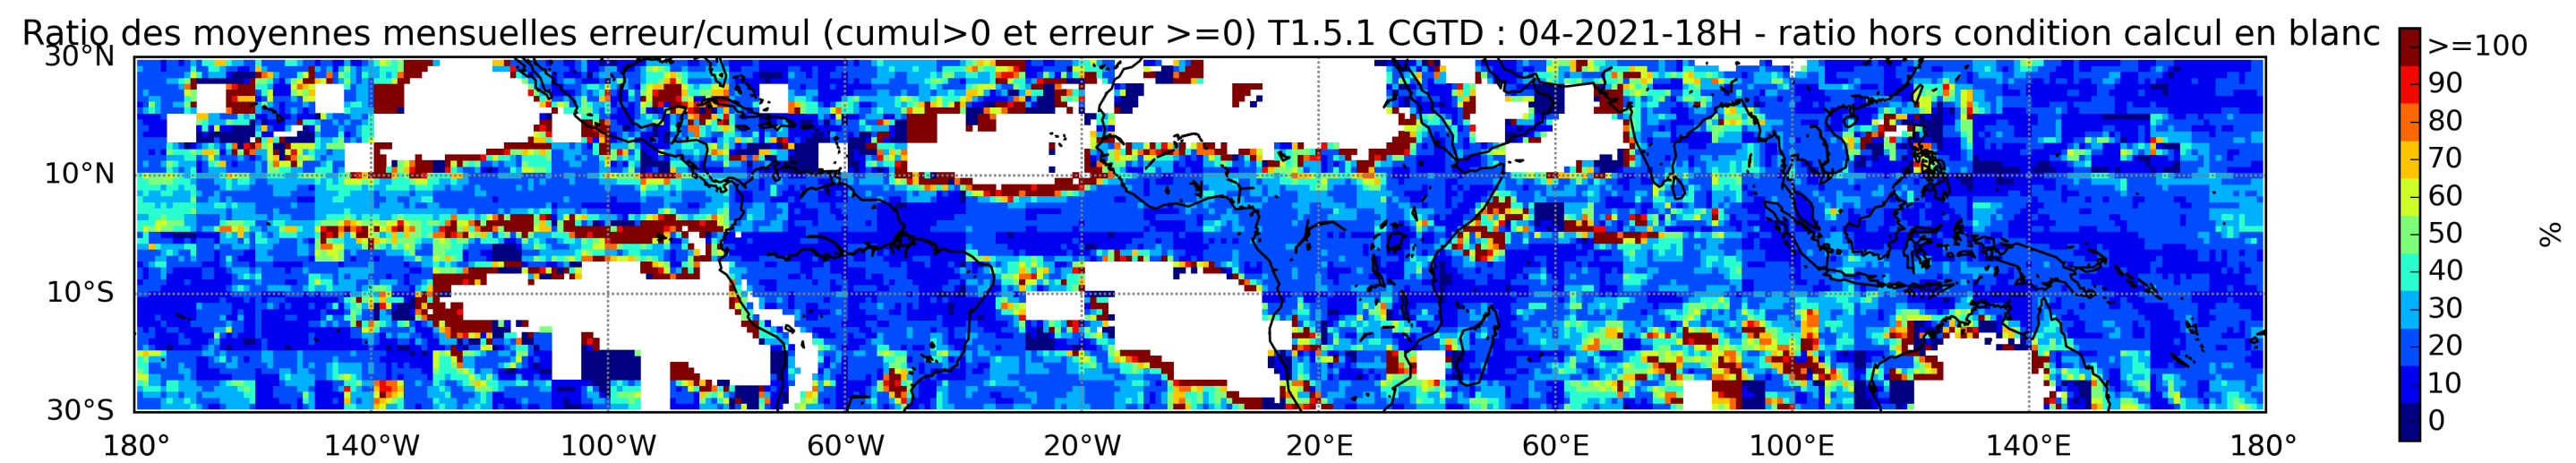 Ratio des moyennes mensuelles erreur/cumul (cumul>0 et erreur >=0) T1.5.1 CGTD : 04-2021-18H - ratio hors condition calcul en blanc
30°N
10°N
10°S
30°S
180° 140°W 100°W 60°W 20°W 20°E 60°E 100°E 140°E 180°
>=100
90
80
70
60
50
40
30
20
10
0
%